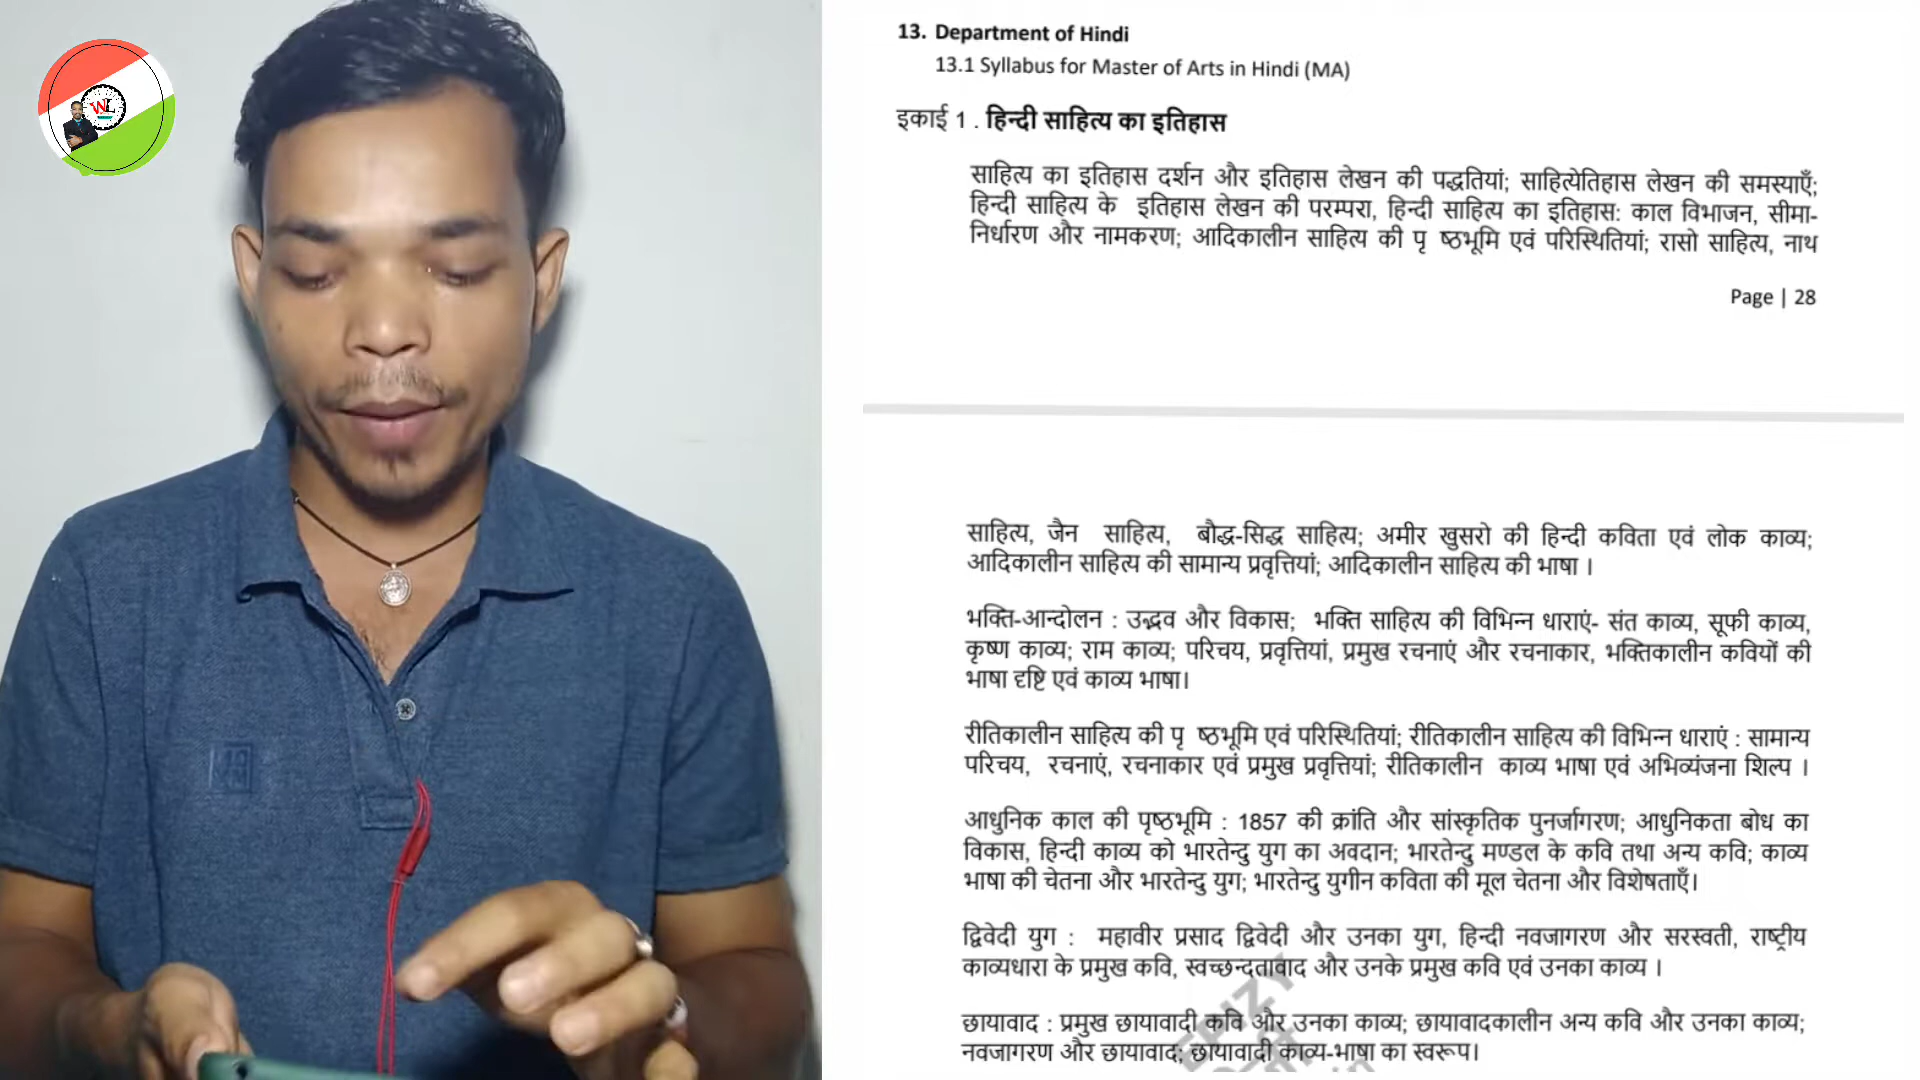 WL
13. Department of Hindi
13.1 Syllabus for Master of Arts in Hindi (MA)
इकाई 1 . हिन्दी साहित्य का इतिहास
साहित्य का इतिहास दर्शन और इतिहास लेखन की पद्धतियां; साहित्येतिहास लेखन की समस्याएँ;
हिन्दी साहित्य के इतिहास लेखन की परम्परा, हिन्दी साहित्य का इतिहास: काल विभाजन, सीमा-
निर्धारण और नामकरण; आदिकालीन साहित्य की पृ ष्ठभूमि एवं परिस्थितियां; रासो साहित्य, नाथ
Page | 28
साहित्य, जैन साहित्य, बौद्ध-सिद्ध साहित्य; अमीर खुसरो की हिन्दी कविता एवं लोक काव्य;
आदिकालीन साहित्य की सामान्य प्रवृत्तियां; आदिकालीन साहित्य की भाषा ।
भक्ति-आन्दोलन : उद्भव और विकास; भक्ति साहित्य की विभिन्न धाराएं- संत काव्य, सूफी काव्य,
कृष्ण काव्य; राम काव्य; परिचय, प्रवृत्तियां, प्रमुख रचनाएं और रचनाकार, भक्तिकालीन कवियों की
भाषा दृष्टि एवं काव्य भाषा।
रीतिकालीन साहित्य की पृ ष्ठभूमि एवं परिस्थितियां; रीतिकालीन साहित्य की विभिन्न धाराएं : सामान्य
परिचय, रचनाएं, रचनाकार एवं प्रमुख प्रवृत्तियां; रीतिकालीन काव्य भाषा एवं अभिव्यंजना शिल्प ।
आधुनिक काल की पृष्ठभूमि : 1857 की क्रांति और सांस्कृतिक पुनर्जागरण; आधुनिकता बोध का
विकास, हिन्दी काव्य को भारतेन्दु युग का अवदान; भारतेन्दु मण्डल के कवि तथा अन्य कवि; काव्य
भाषा की चेतना और भारतेन्दु युग; भारतेन्दु युगीन कविता की मूल चेतना और विशेषताएँ।
द्विवेदी युग : महावीर प्रसाद द्विवेदी और उनका युग, हिन्दी नवजागरण और सरस्वती, राष्ट्रीय
काव्यधारा के प्रमुख कवि, स्वच्छन्दतावाद और उनके प्रमुख कवि एवं उनका काव्य ।
छायावाद : प्रमुख छायावादी कवि और उनका काव्य; छायावादकालीन अन्य कवि और उनका काव्य;
नवजागरण और छायावाद; छायावादी काव्य-भाषा का स्वरूप।